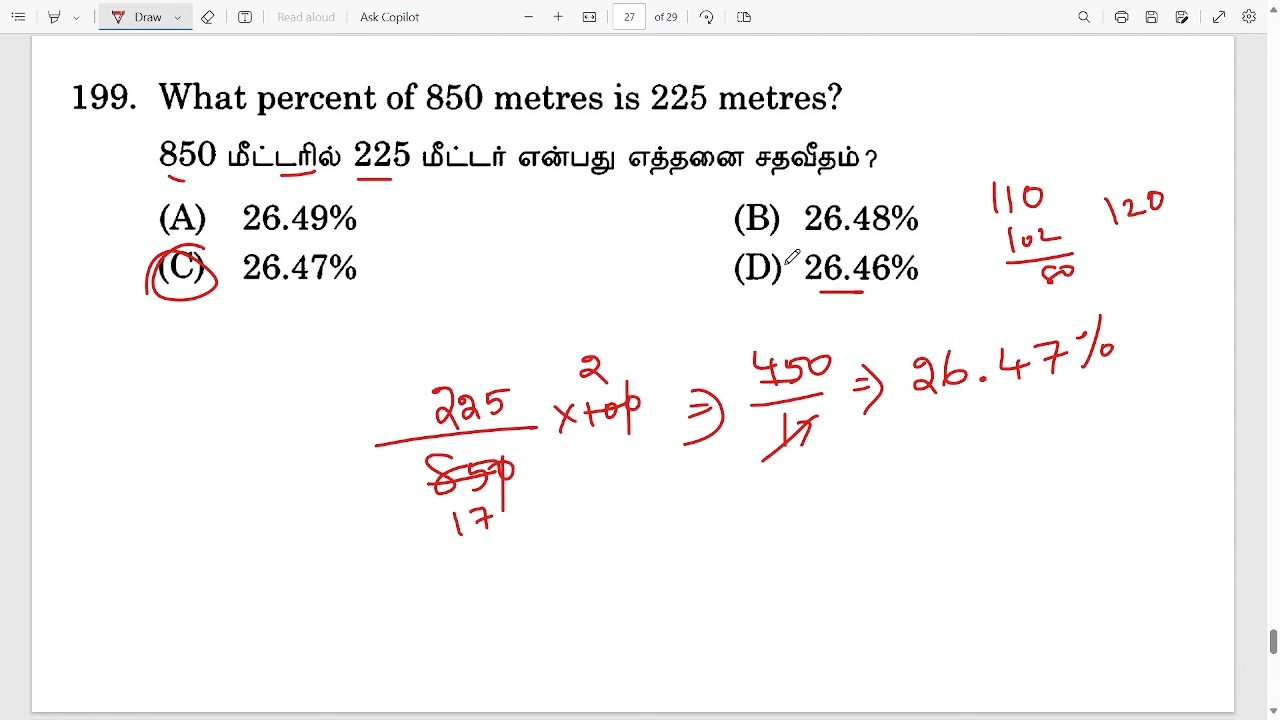 Draw
Read aloud
Ask Copilot
27
of 29
199. What percent of 850 metres is 225 metres?
850 மீட்டரில் 225 மீட்டர் என்பது எத்தனை சதவீதம்?
(A) 26.49%
(B) 26.48%
(C) 26.47%
(D) 26.46%
110
102
80
120
225
850
17
2
×100
⇒
450
17
⇒ 26.47%